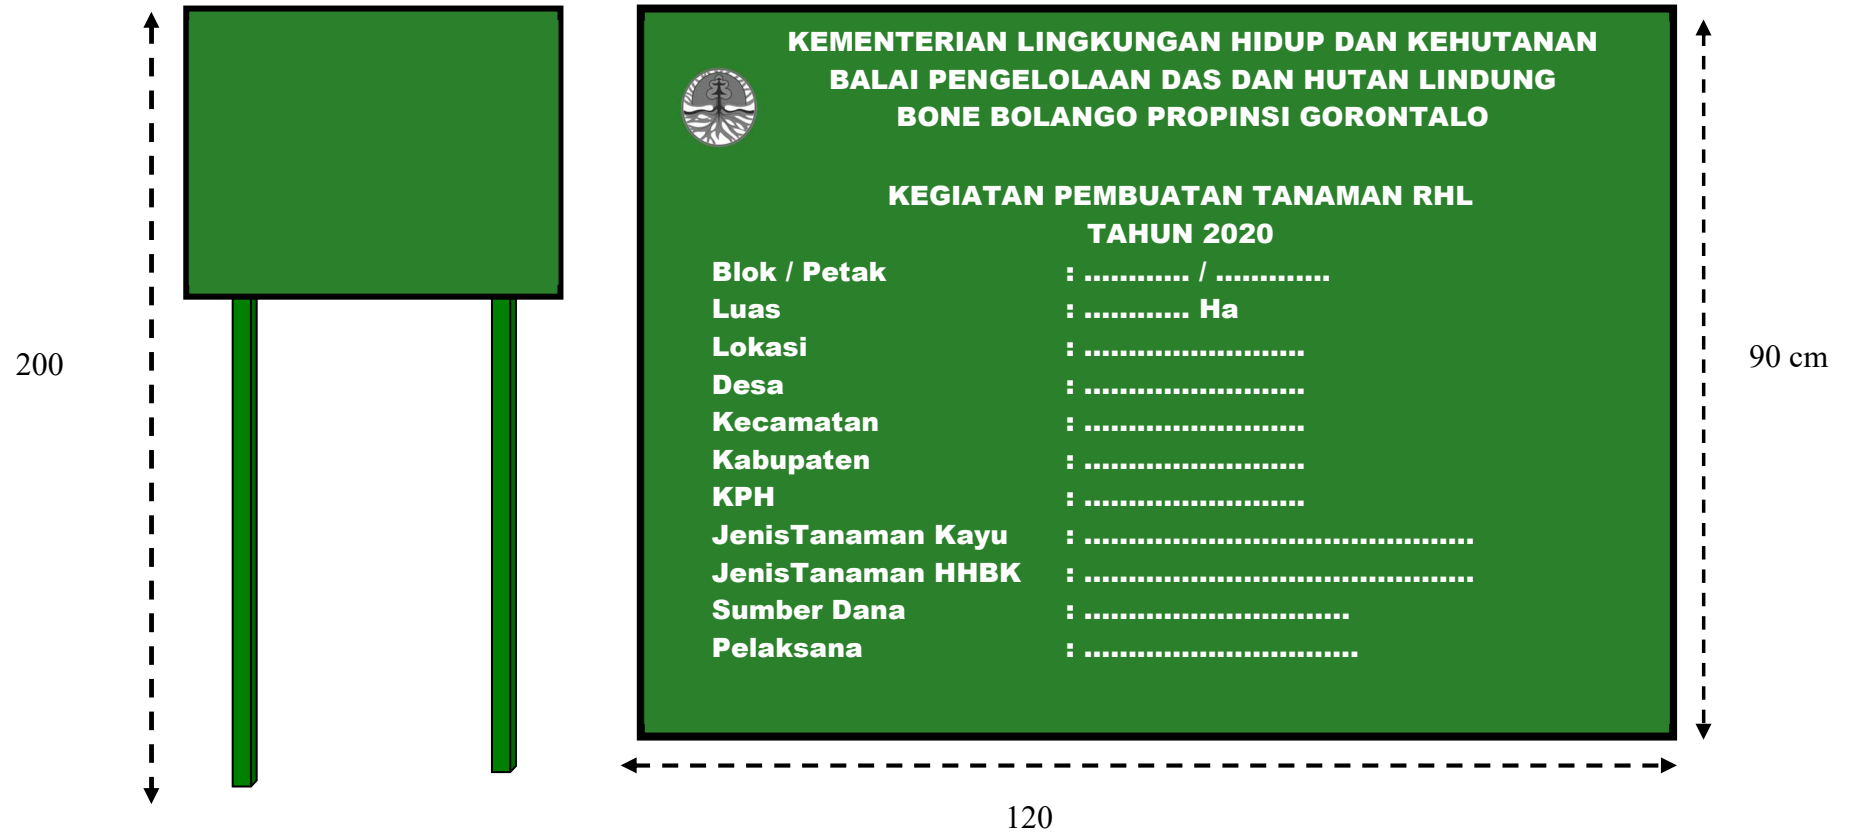 KEMENTERIAN LINGKUNGAN HIDUP DAN KEHUTANAN
BALAI PENGELOLAAN DAS DAN HUTAN LINDUNG
BONE BOLANGO PROPINSI GORONTALO
KEGIATAN PEMBUATAN TANAMAN RHL
TAHUN 2020
Blok / Petak : ............ / .............
Luas : ............ Ha
Lokasi : .........................
Desa : .........................
Kecamatan : .........................
Kabupaten : .........................
KPH : .........................
JenisTanaman Kayu : ............................................
JenisTanaman HHBK : ............................................
Sumber Dana : ..............................
Pelaksana : ...............................
200
90 cm
120